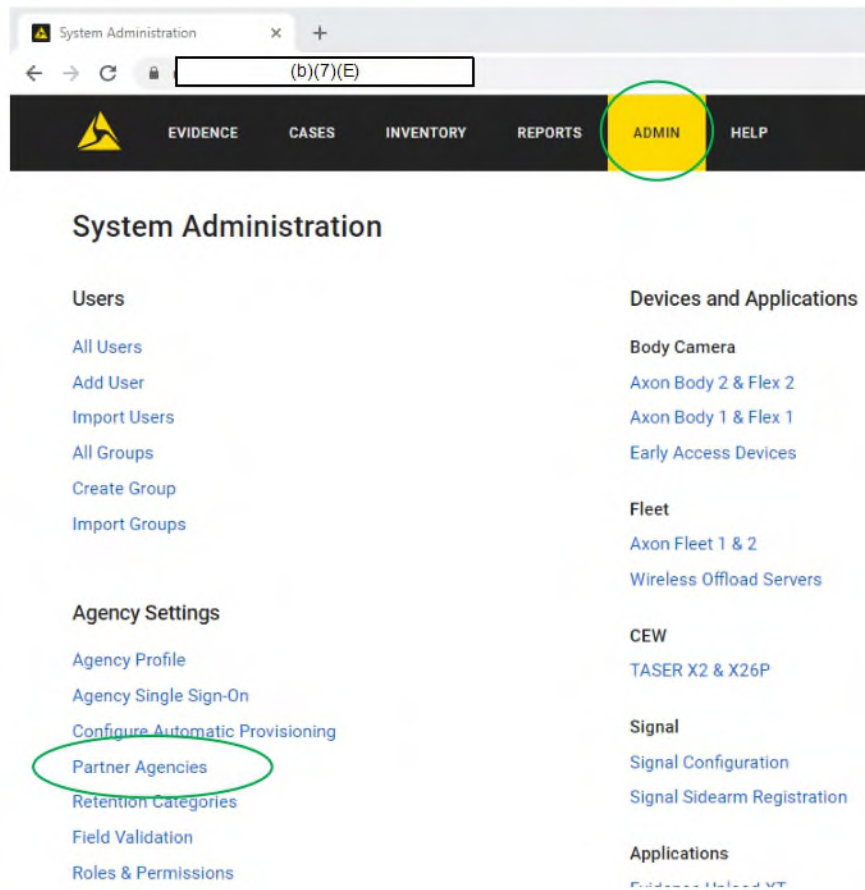 System Administration
(b)(7)(E)
EVIDENCE CASES INVENTORY REPORTS ADMIN HELP
System Administration
Users
All Users
Add User
Import Users
All Groups
Create Group
Import Groups
Agency Settings
Agency Profile
Agency Single Sign-On
Configure Automatic Provisioning
Partner Agencies
Retention Categories
Field Validation
Roles & Permissions
Devices and Applications
Body Camera
Axon Body 2 & Flex 2
Axon Body 1 & Flex 1
Early Access Devices
Fleet
Axon Fleet 1 & 2
Wireless Offload Servers
CEW
TASER X2 & X26P
Signal
Signal Configuration
Signal Sidearm Registration
Applications
Evidence Upload XT